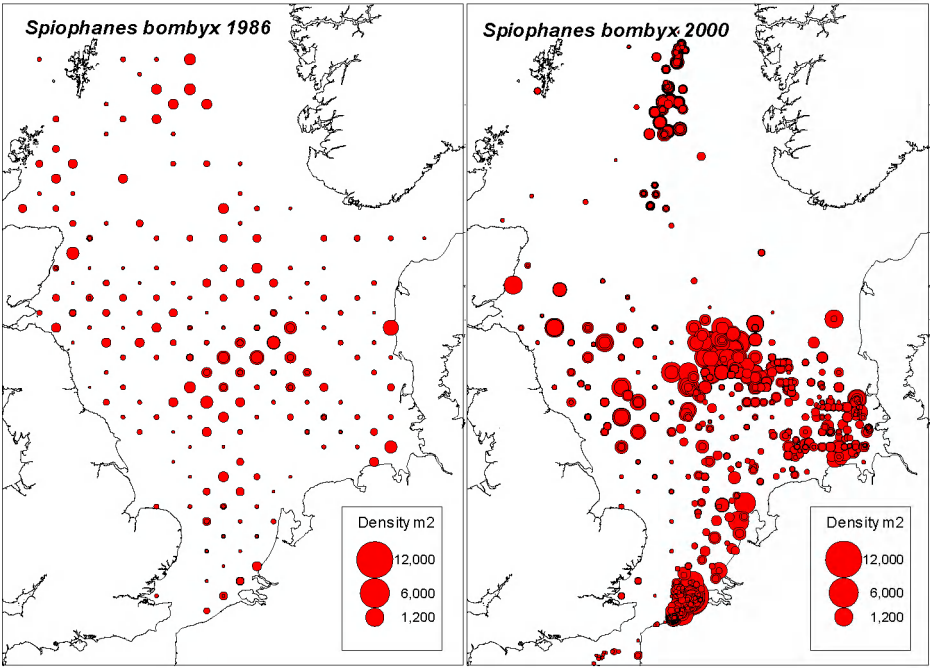 Spiophanes bombyx 1986
Density m2
12,000
6,000
1,200
Spiophanes bombyx 2000
Density m2
12,000
6,000
1,200